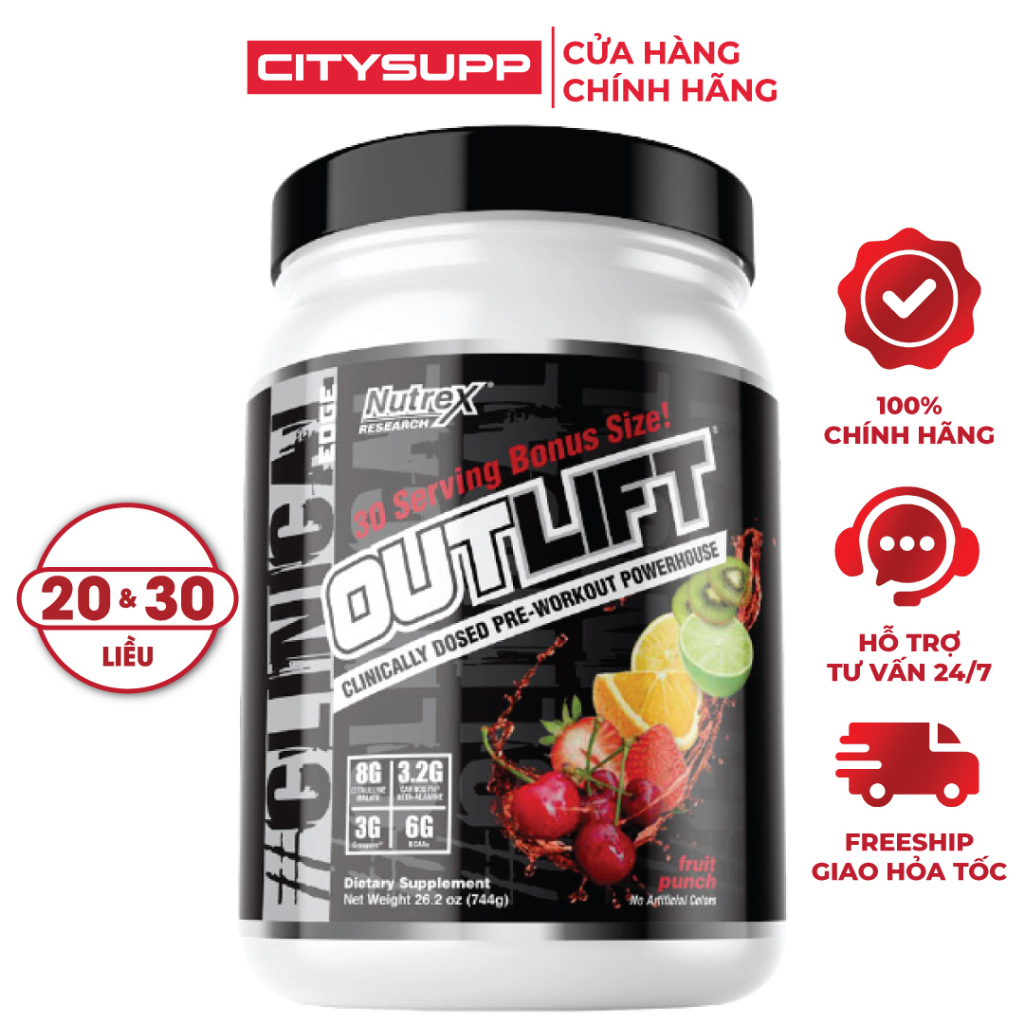 CITYSUPP
CỬA HÀNG
CHÍNH HÃNG
100%
CHÍNH HÃNG
HỖ TRỢ
TƯ VẤN 24/7
FREESHIP
GIAO HỎA TỐC
20 & 30
LIỀU
#CLINICAL
EDGE.
Nutrex®
RESEARCH
30 Serving Bonus Size!
OUTLIFT®
CLINICALLY DOSED PRE-WORKOUT POWERHOUSE
8G
CITRULLINE
MALATE
3.2G
BETA-ALANINE
3G
6G
BCAAs
fruit
punch
No Artificial Colors
Dietary Supplement
Net Weight 26.2 oz (744g)